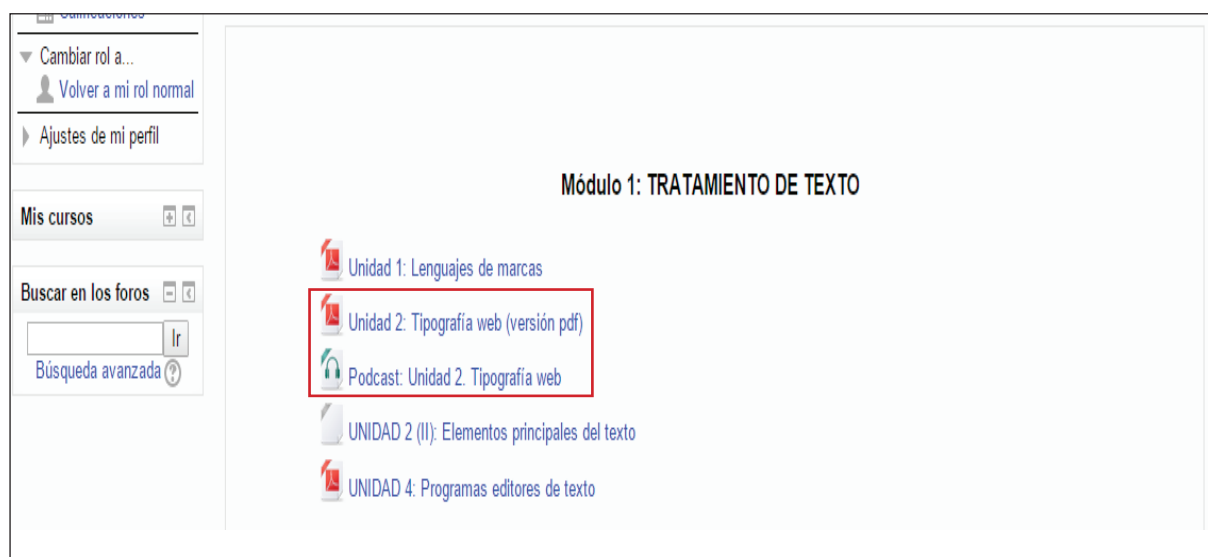 Calificaciones
Cambiar rol a...
Volver a mi rol normal
Ajustes de mi perfil
Mis cursos
Buscar en los foros
Ir
Búsqueda avanzada
Módulo 1: TRATAMIENTO DE TEXTO
Unidad 1: Lenguajes de marcas
Unidad 2: Tipografía web (versión pdf)
Podcast: Unidad 2. Tipografía web
UNIDAD 2 (II): Elementos principales del texto
UNIDAD 4: Programas editores de texto